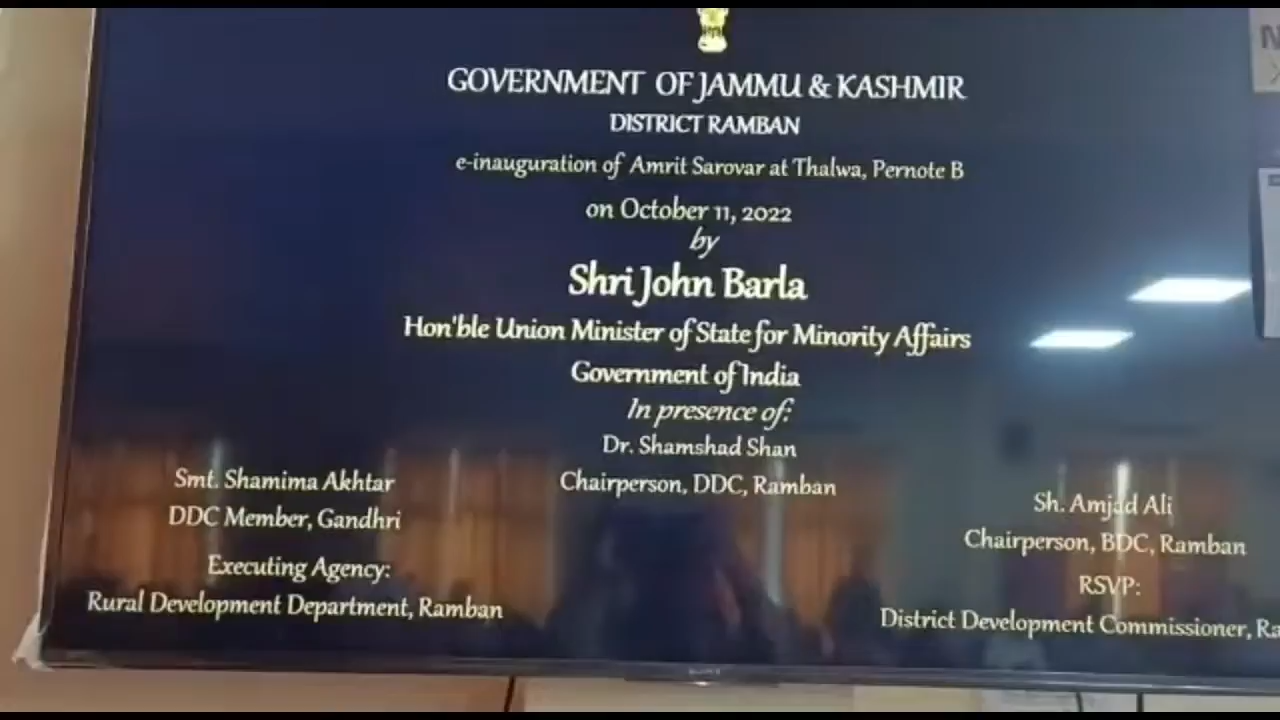 GOVERNMENT OF JAMMU & KASHMIR
DISTRICT RAMBAN
e-inauguration of Amrit Sarovar at Thalwa, Pernote B
on October 11, 2022
by
Shri John Barla
Hon'ble Union Minister of State for Minority Affairs
Government of India
In presence of:
Dr. Shamshad Shan
Chairperson, DDC, Ramban
Smt. Shamima Akhtar
DDC Member, Gandhri
Executing Agency:
Rural Development Department, Ramban
Sh. Amjad Ali
Chairperson, BDC, Ramban
RSVP:
District Development Commissioner, Ra
SONY